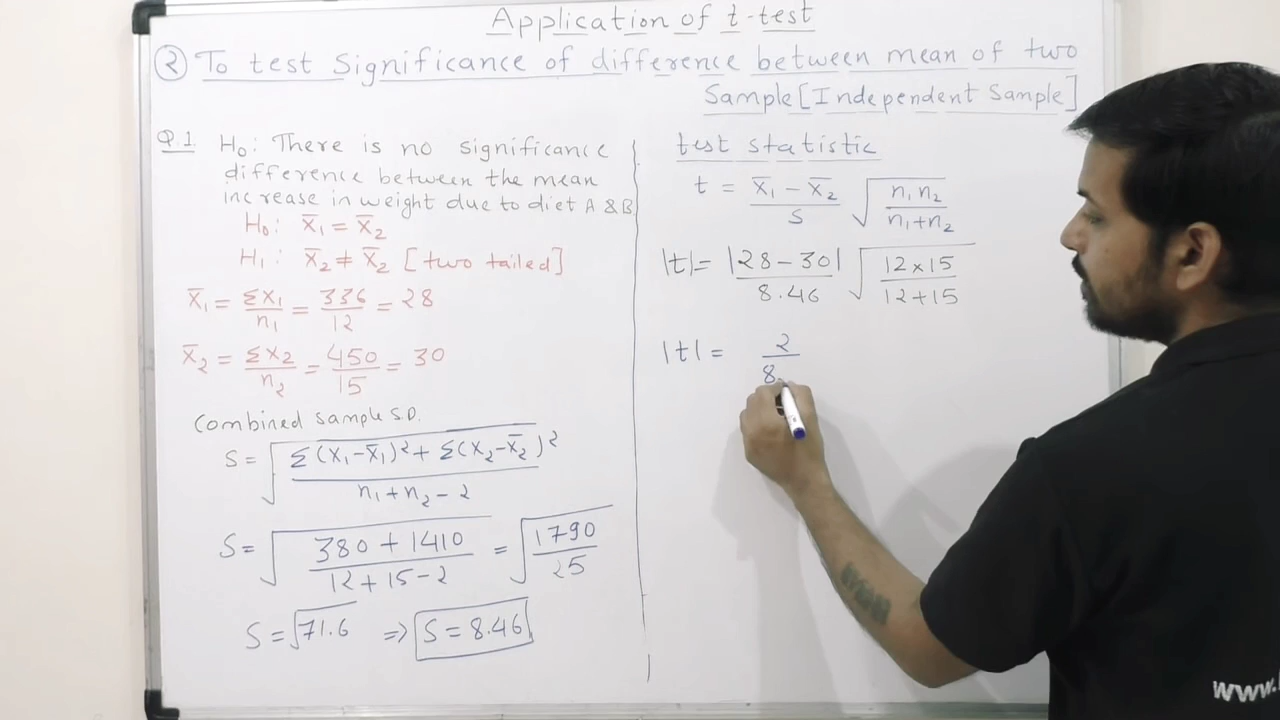 Application of t-test
② To test Significance of difference between mean of two
Sample [Independent Sample]
Q.1 H₀: There is no significance
difference between the mean
increase in weight due to diet A & B
H₀: x̄₁ = x̄₂
H₁: x̄₂ ≠ x̄₂ [two tailed]
x̄₁ = Σx₁/n₁ = 336/12 = 28
x̄₂ = Σx₂/n₂ = 450/15 = 30
Combined sample S.D.
S = √(Σ(x₁-x̄₁)² + Σ(x₂-x̄₂)² / n₁+n₂-2)
S = √(380+1410 / 12+15-2) = √(1790/25)
S = √71.6 ⇒ S = 8.46
test statistic
t = x̄₁ - x̄₂ / S √(n₁n₂ / n₁+n₂)
|t| = |28-30| / 8.46 √(12×15 / 12+15)
|t| = 2 / 8.
www.